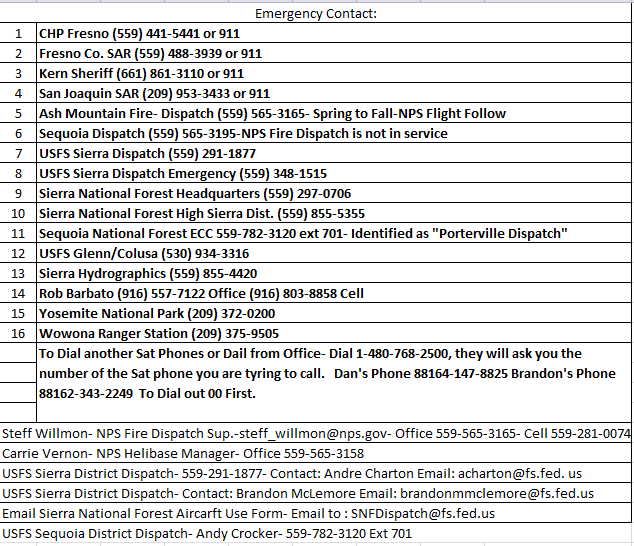 Emergency Contact:
1 CHP Fresno (559) 441-5441 or 911
2 Fresno Co. SAR (559) 488-3939 or 911
3 Kern Sheriff (661) 861-3110 or 911
4 San Joaquin SAR (209) 953-3433 or 911
5 Ash Mountain Fire- Dispatch (559) 565-3165- Spring to Fall-NPS Flight Follow
6 Sequoia Dispatch (559) 565-3195-NPS Fire Dispatch is not in service
7 USFS Sierra Dispatch (559) 291-1877
8 USFS Sierra Dispatch Emergency (559) 348-1515
9 Sierra National Forest Headquarters (559) 297-0706
10 Sierra National Forest High Sierra Dist. (559) 855-5355
11 Sequoia National Forest ECC 559-782-3120 ext 701- Identified as "Porterville Dispatch"
12 USFS Glenn/Colusa (530) 934-3316
13 Sierra Hydrographics (559) 855-4420
14 Rob Barbato (916) 557-7122 Office (916) 803-8858 Cell
15 Yosemite National Park (209) 372-0200
16 Wowona Ranger Station (209) 375-9505
To Dial another Sat Phones or Dail from Office- Dial 1-480-768-2500, they will ask you the
number of the Sat phone you are tyring to call. Dan's Phone 88164-147-8825 Brandon's Phone
88162-343-2249 To Dial out 00 First.
Steff Willmon- NPS Fire Dispatch Sup.-steff_willmon@nps.gov- Office 559-565-3165- Cell 559-281-0074
Carrie Vernon- NPS Helibase Manager- Office 559-565-3158
USFS Sierra District Dispatch- 559-291-1877- Contact: Andre Charton Email: acharton@fs.fed. us
USFS Sierra District Dispatch- Contact: Brandon McLemore Email: brandonmmclemore@fs.fed.us
Email Sierra National Forest Aircarft Use Form- Email to : SNFDispatch@fs.fed.us
USFS Sequoia District Dispatch- Andy Crocker- 559-782-3120 Ext 701